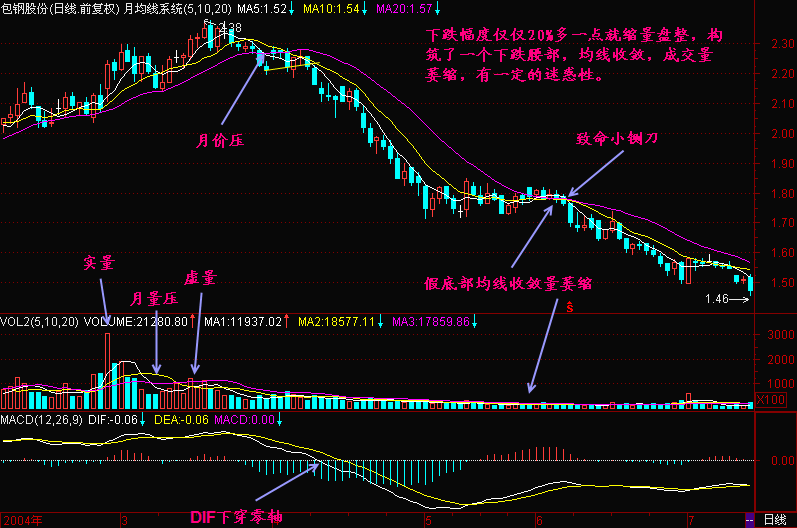 包钢股份(日线.前复权) 月均线系统(5,10,20) MA5:1.52↓ MA10:1.54↓ MA20:1.57↓
2.38
下跌幅度仅仅20%多一点就缩量盘整，构
筑了一个下跌腰部，均线收敛，成交量
萎缩，有一定的迷惑性。
2.30
2.20
2.10
2.00
1.90
1.80
1.70
1.60
1.50
月价压
致命小铡刀
实量
月量压
虚量
假底部均线收敛量萎缩
ŝ
1.46
VOL2(5,10,20) VOLUME:21280.80↑ MA1:11937.02↑ MA2:18577.11↓ MA3:17859.86↓
3000
2000
1000
X100
MACD(12,26,9) DIF:-0.06↓ DEA:-0.06 MACD:0.00↓
0.00
DIF下穿零轴
2004年 3 5 6 7 日线